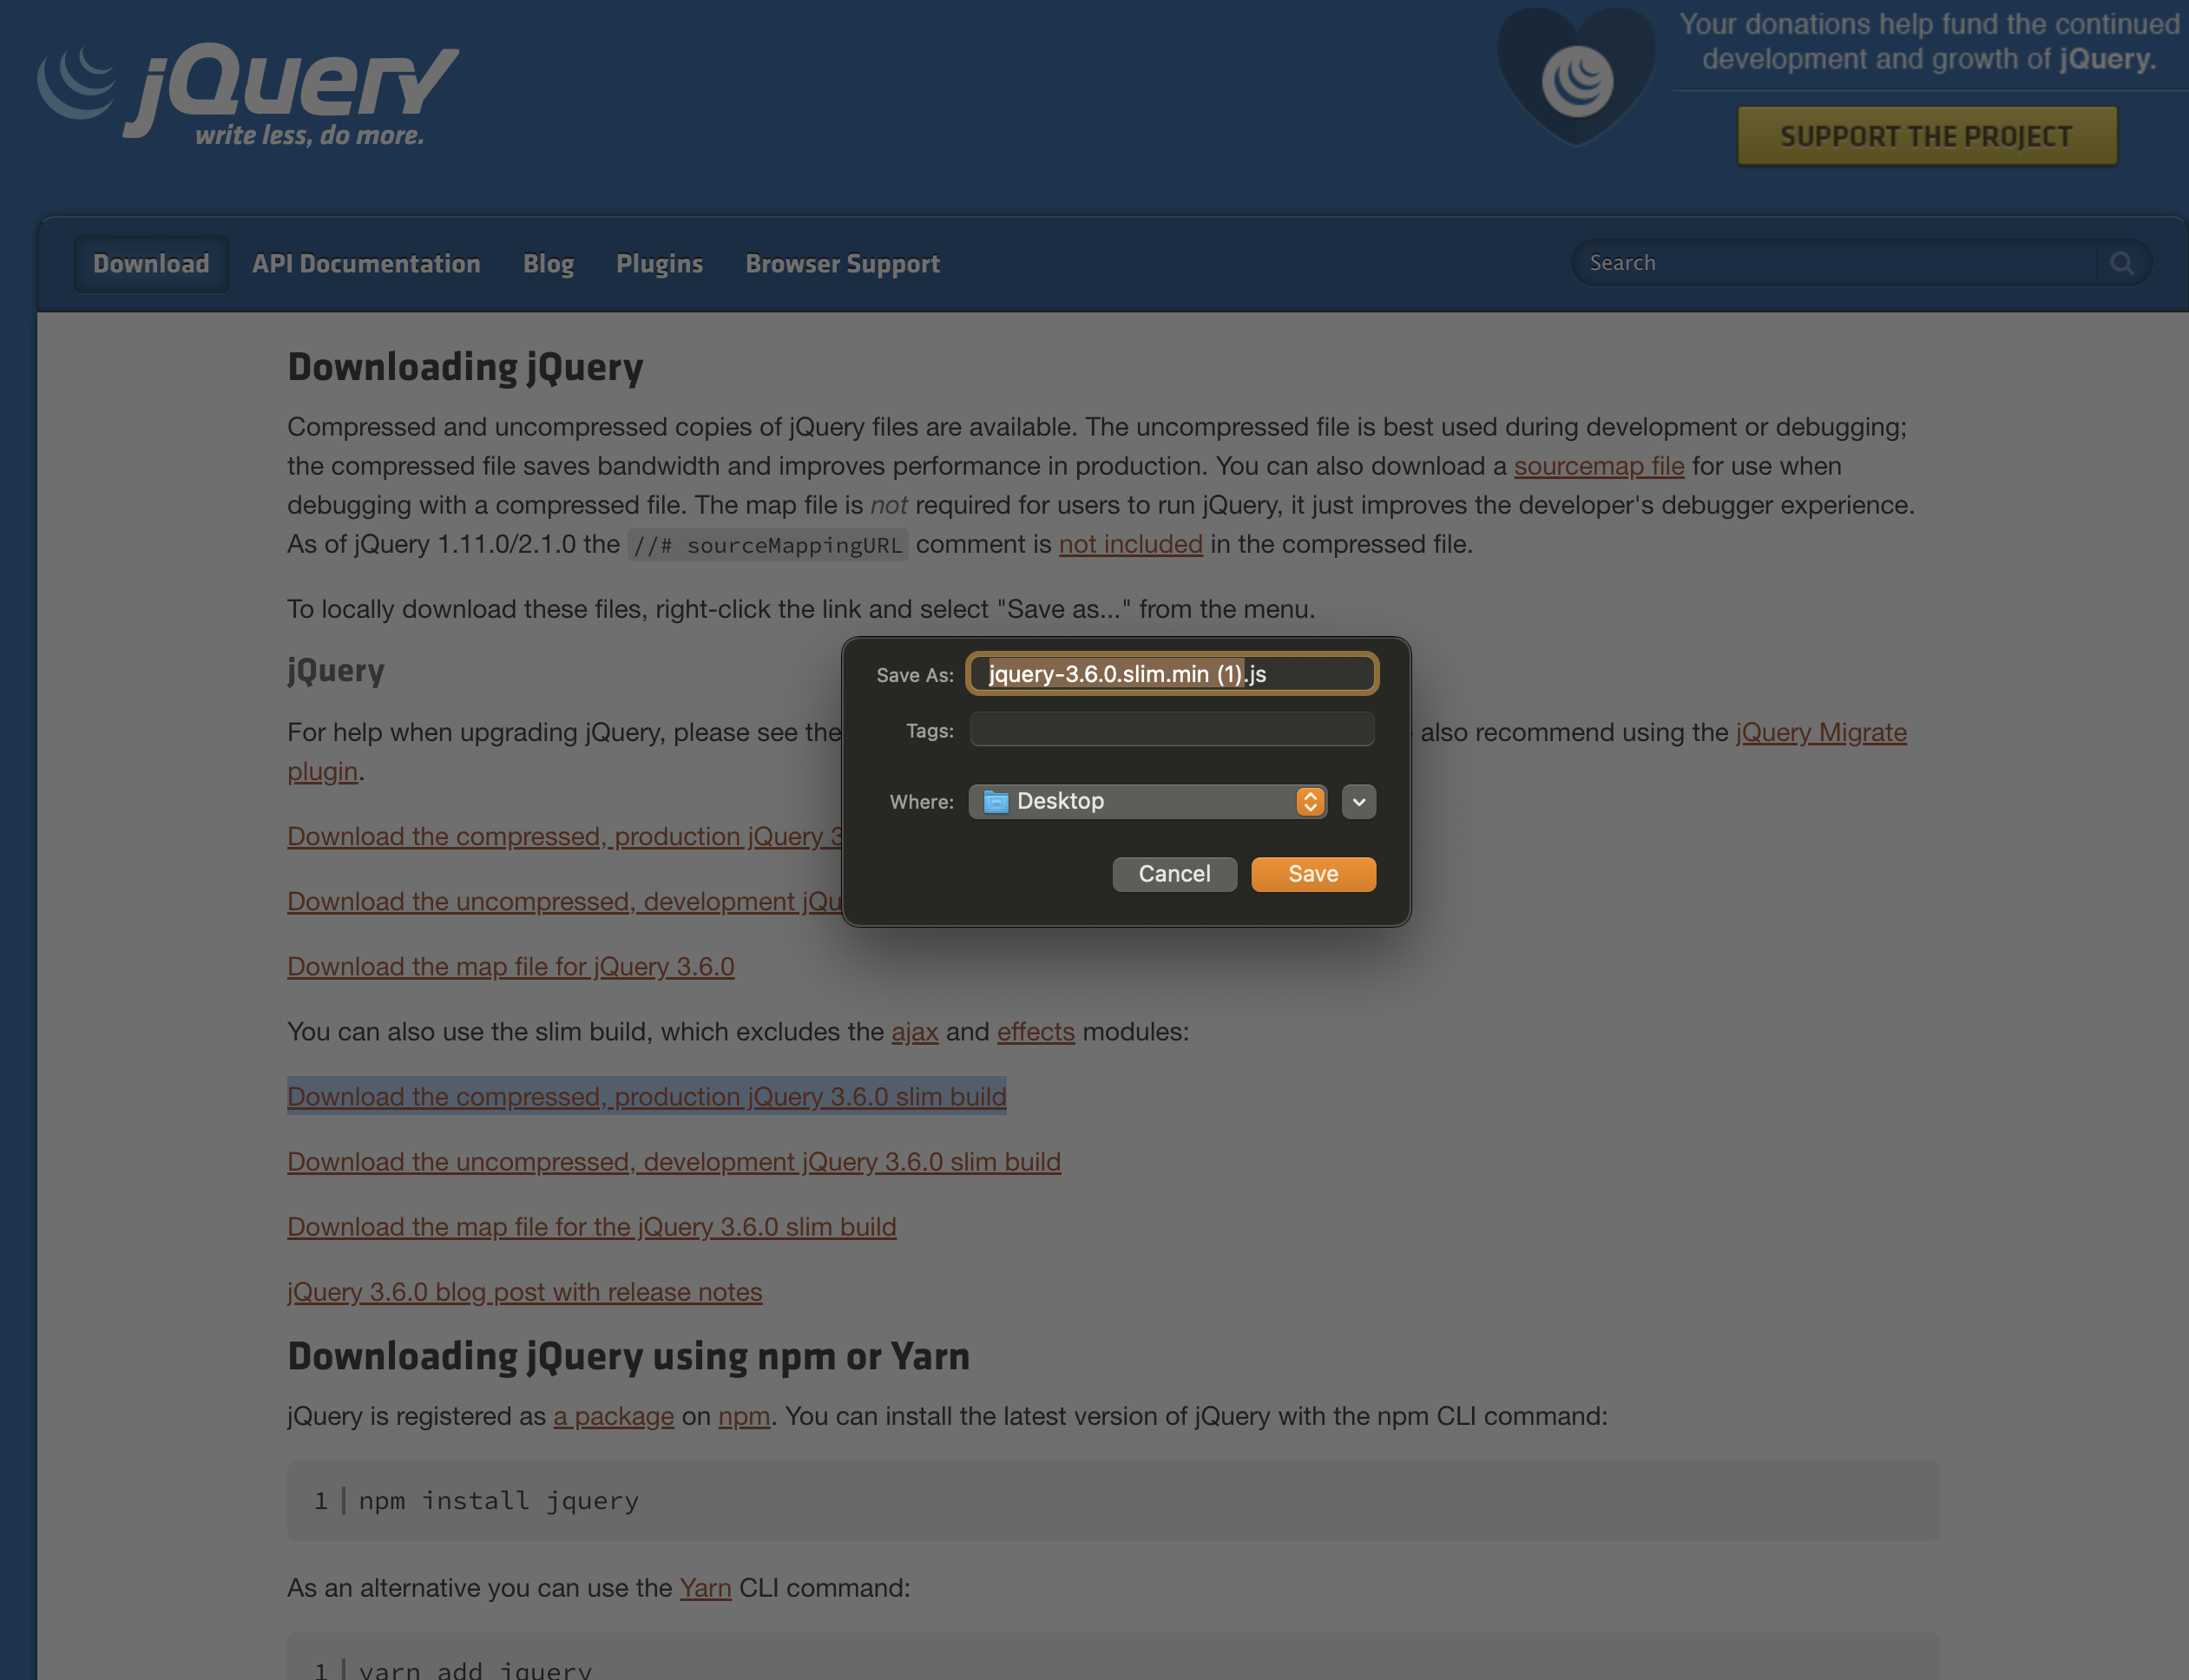 jQuery
write less, do more.
Your donations help fund the continued
development and growth of jQuery.
SUPPORT THE PROJECT
Download API Documentation Blog Plugins Browser Support Search
Downloading jQuery
Compressed and uncompressed copies of jQuery files are available. The uncompressed file is best used during development or debugging;
the compressed file saves bandwidth and improves performance in production. You can also download a sourcemap file for use when
debugging with a compressed file. The map file is not required for users to run jQuery, it just improves the developer's debugger experience.
As of jQuery 1.11.0/2.1.0 the //# sourceMappingURL comment is not included in the compressed file.
To locally download these files, right-click the link and select "Save as..." from the menu.
jQuery
For help when upgrading jQuery, please see the also recommend using the jQuery Migrate
plugin.
Download the compressed, production jQuery 3
Download the uncompressed, development jQu
Download the map file for jQuery 3.6.0
You can also use the slim build, which excludes the ajax and effects modules:
Download the compressed, production jQuery 3.6.0 slim build
Download the uncompressed, development jQuery 3.6.0 slim build
Download the map file for the jQuery 3.6.0 slim build
jQuery 3.6.0 blog post with release notes
Downloading jQuery using npm or Yarn
jQuery is registered as a package on npm. You can install the latest version of jQuery with the npm CLI command:
1 npm install jquery
As an alternative you can use the Yarn CLI command:
1 yarn add jquery
Save As: jquery-3.6.0.slim.min (1).js
Tags:
Where: Desktop
Cancel Save